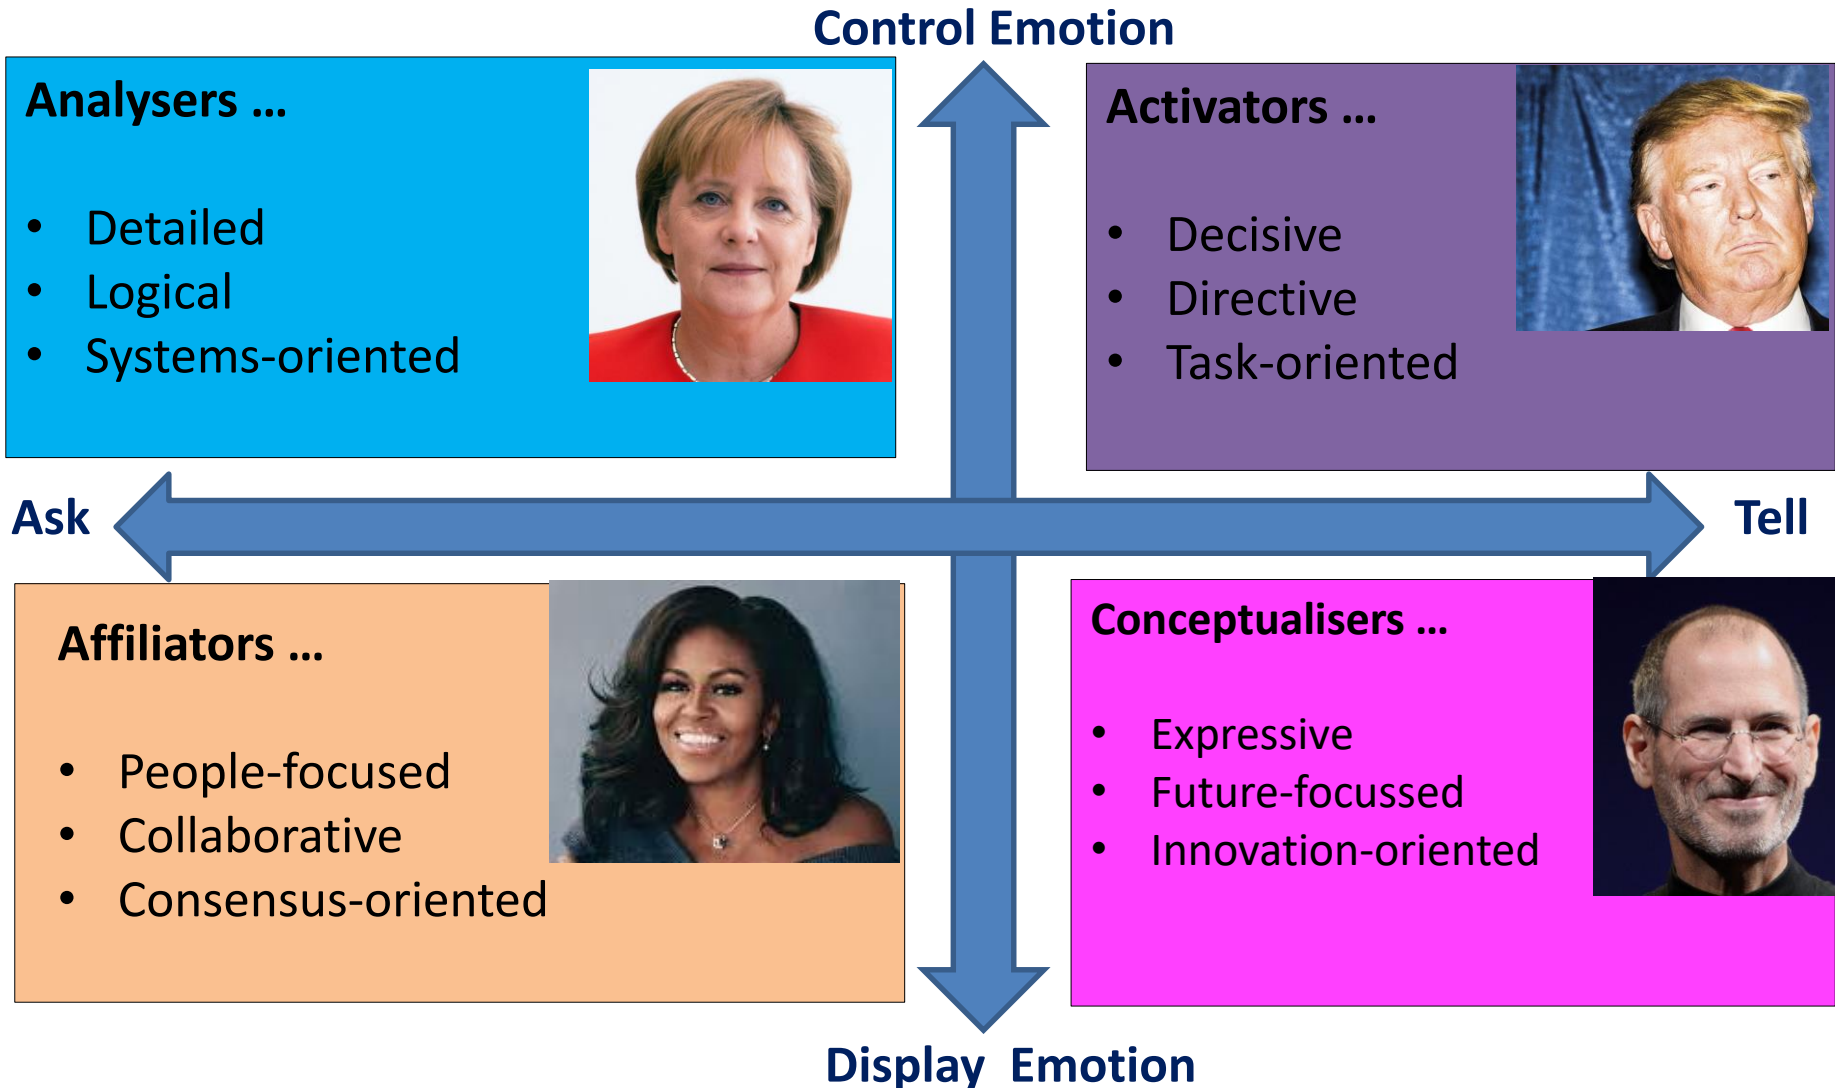 Control Emotion
Analysers ...
• Detailed
• Logical
• Systems-oriented
Activators ...
• Decisive
• Directive
• Task-oriented
Ask
Tell
Affiliators ...
• People-focused
• Collaborative
• Consensus-oriented
Conceptualisers ...
• Expressive
• Future-focussed
• Innovation-oriented
Display Emotion